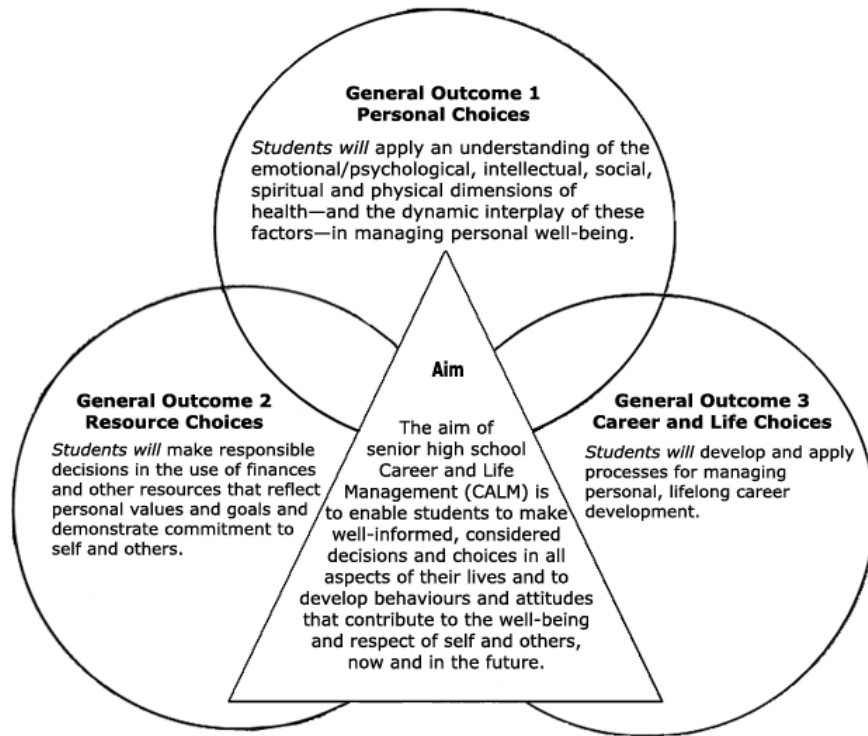 General Outcome 1
Personal Choices
Students will apply an understanding of the
emotional/psychological, intellectual, social,
spiritual and physical dimensions of
health—and the dynamic interplay of these
factors—in managing personal well-being.
General Outcome 2
Resource Choices
Students will make responsible
decisions in the use of finances
and other resources that reflect
personal values and goals and
demonstrate commitment to
self and others.
Aim
The aim of
senior high school
Career and Life
Management (CALM) is
to enable students to make
well-informed, considered
decisions and choices in all
aspects of their lives and to
develop behaviours and attitudes
that contribute to the well-being
and respect of self and others,
now and in the future.
General Outcome 3
Career and Life Choices
Students will develop and apply
processes for managing
personal, lifelong career
development.